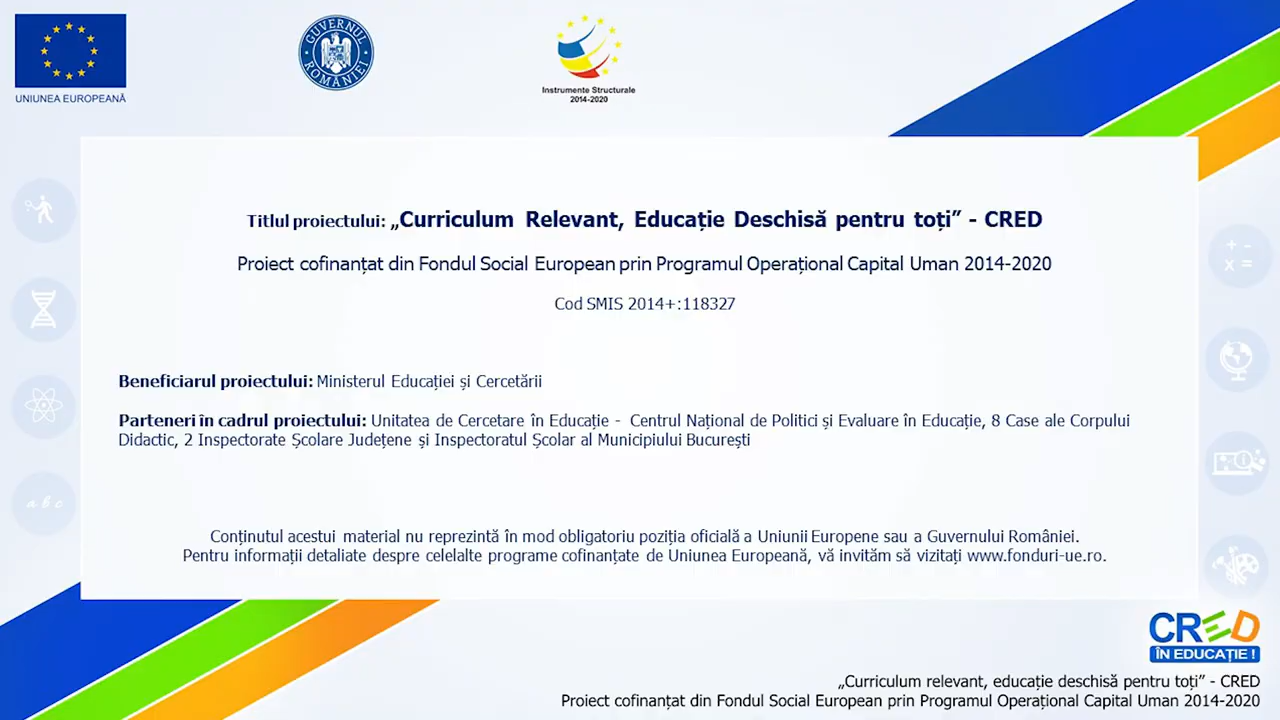 UNIUNEA EUROPEANĂ
GUVERNUL ROMÂNIEI
Instrumente Structurale
2014-2020
Titlul proiectului: „Curriculum Relevant, Educație Deschisă pentru toți” - CRED
Proiect cofinanțat din Fondul Social European prin Programul Operațional Capital Uman 2014-2020
Cod SMIS 2014+:118327
Beneficiarul proiectului: Ministerul Educației și Cercetării
Parteneri în cadrul proiectului: Unitatea de Cercetare în Educație - Centrul Național de Politici și Evaluare în Educație, 8 Case ale Corpului
Didactic, 2 Inspectorate Școlare Județene și Inspectoratul Școlar al Municipiului București
a b c
Conținutul acestui material nu reprezintă în mod obligatoriu poziția oficială a Uniunii Europene sau a Guvernului României.
Pentru informații detaliate despre celelalte programe cofinanțate de Uniunea Europeană, vă invităm să vizitați www.fonduri-ue.ro.
CRED
ÎN EDUCAȚIE !
„Curriculum relevant, educație deschisă pentru toți” - CRED
Proiect cofinanțat din Fondul Social European prin Programul Operațional Capital Uman 2014-2020